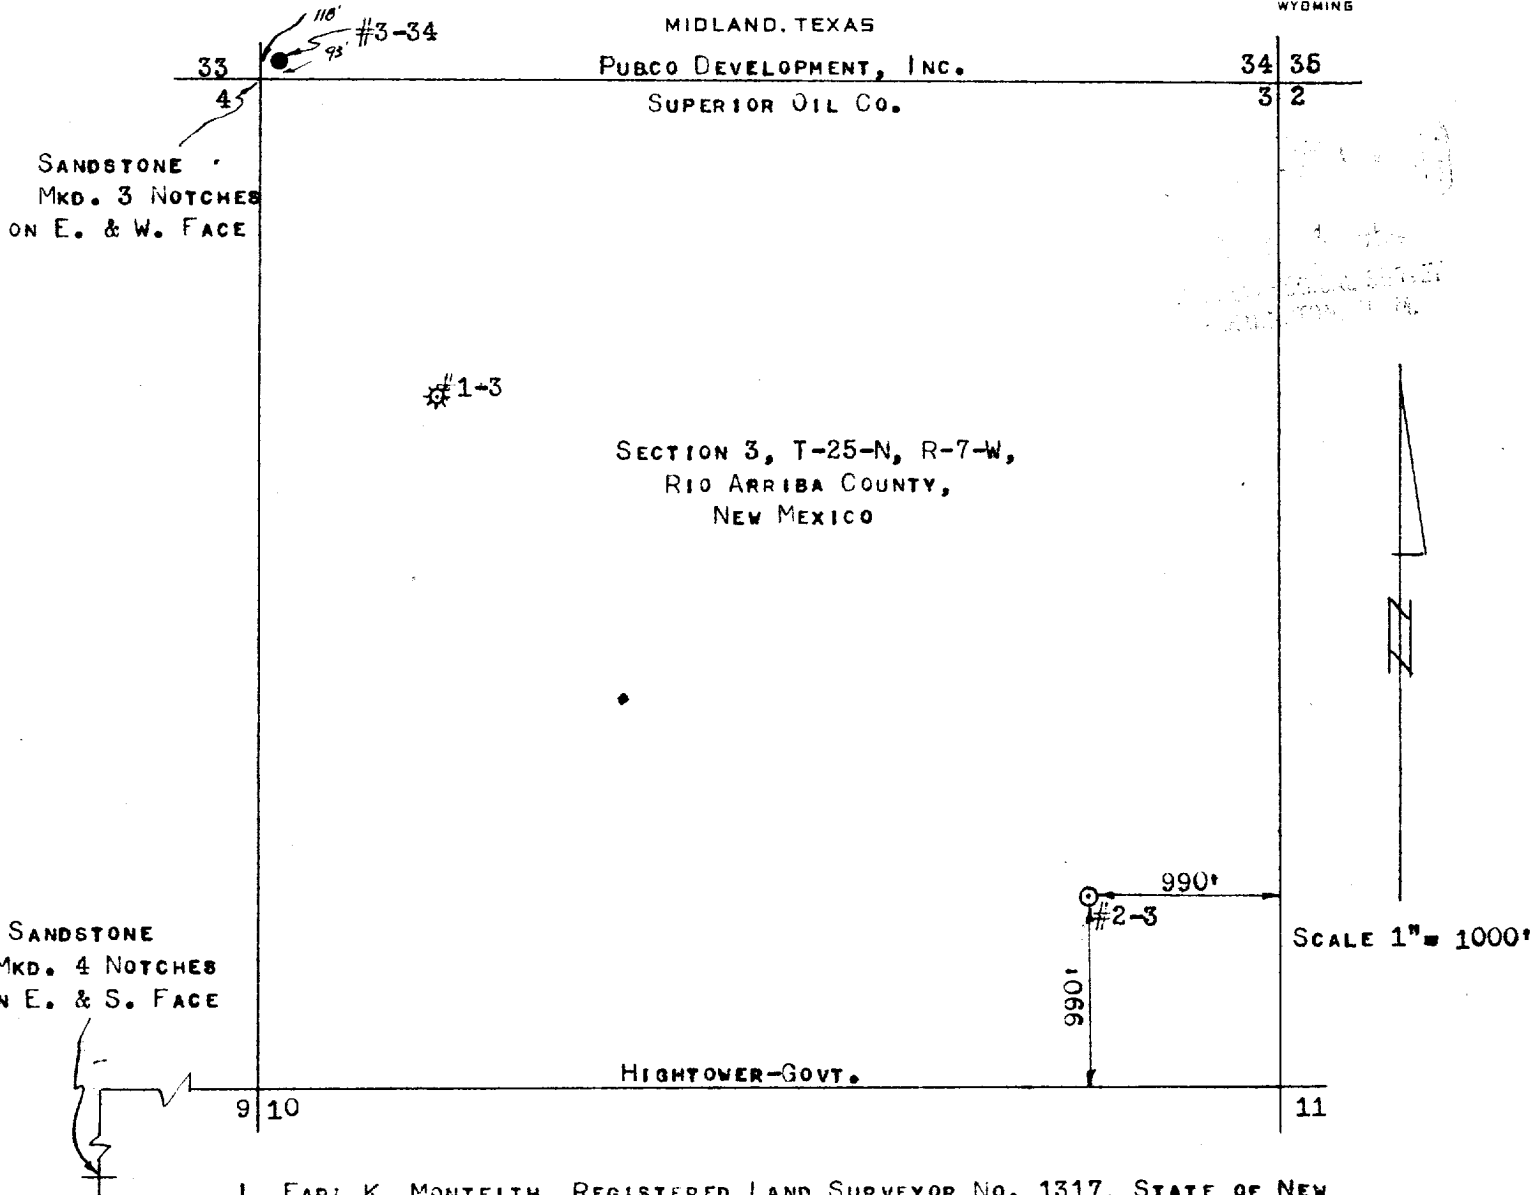 WYOMING
MIDLAND, TEXAS
118'
#3-34
93'
33
PUBCO DEVELOPMENT, INC.
34 35
4
SUPERIOR OIL CO.
3 2
SANDSTONE
MKD. 3 NOTCHES
ON E. & W. FACE
#1-3
SECTION 3, T-25-N, R-7-W,
RIO ARRIBA COUNTY,
NEW MEXICO
N
990'
#2-3
SCALE 1"= 1000'
990'
SANDSTONE
MKD. 4 NOTCHES
N E. & S. FACE
HIGHTOWER-GOVT.
9 10
11
I, EARL K. MONTEITH, REGISTERED LAND SURVEYOR NO. 1317, STATE OF NEW